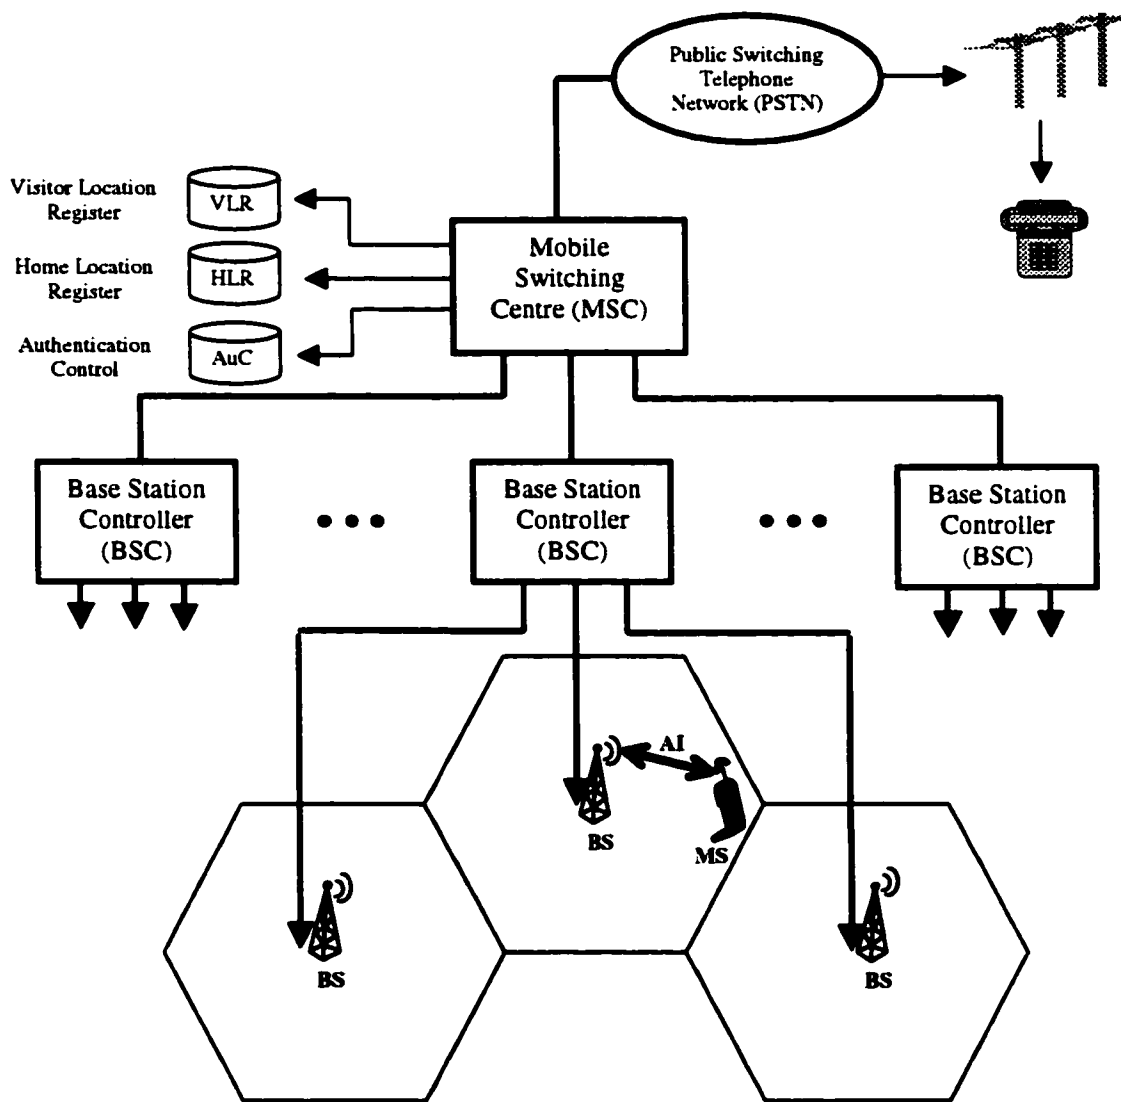 Public Switching
Telephone
Network (PSTN)
Visitor Location
Register
VLR
Home Location
Register
HLR
Authentication
Control
AuC
Mobile
Switching
Centre (MSC)
Base Station
Controller
(BSC)
Base Station
Controller
(BSC)
Base Station
Controller
(BSC)
AI
BS
MS
BS
BS